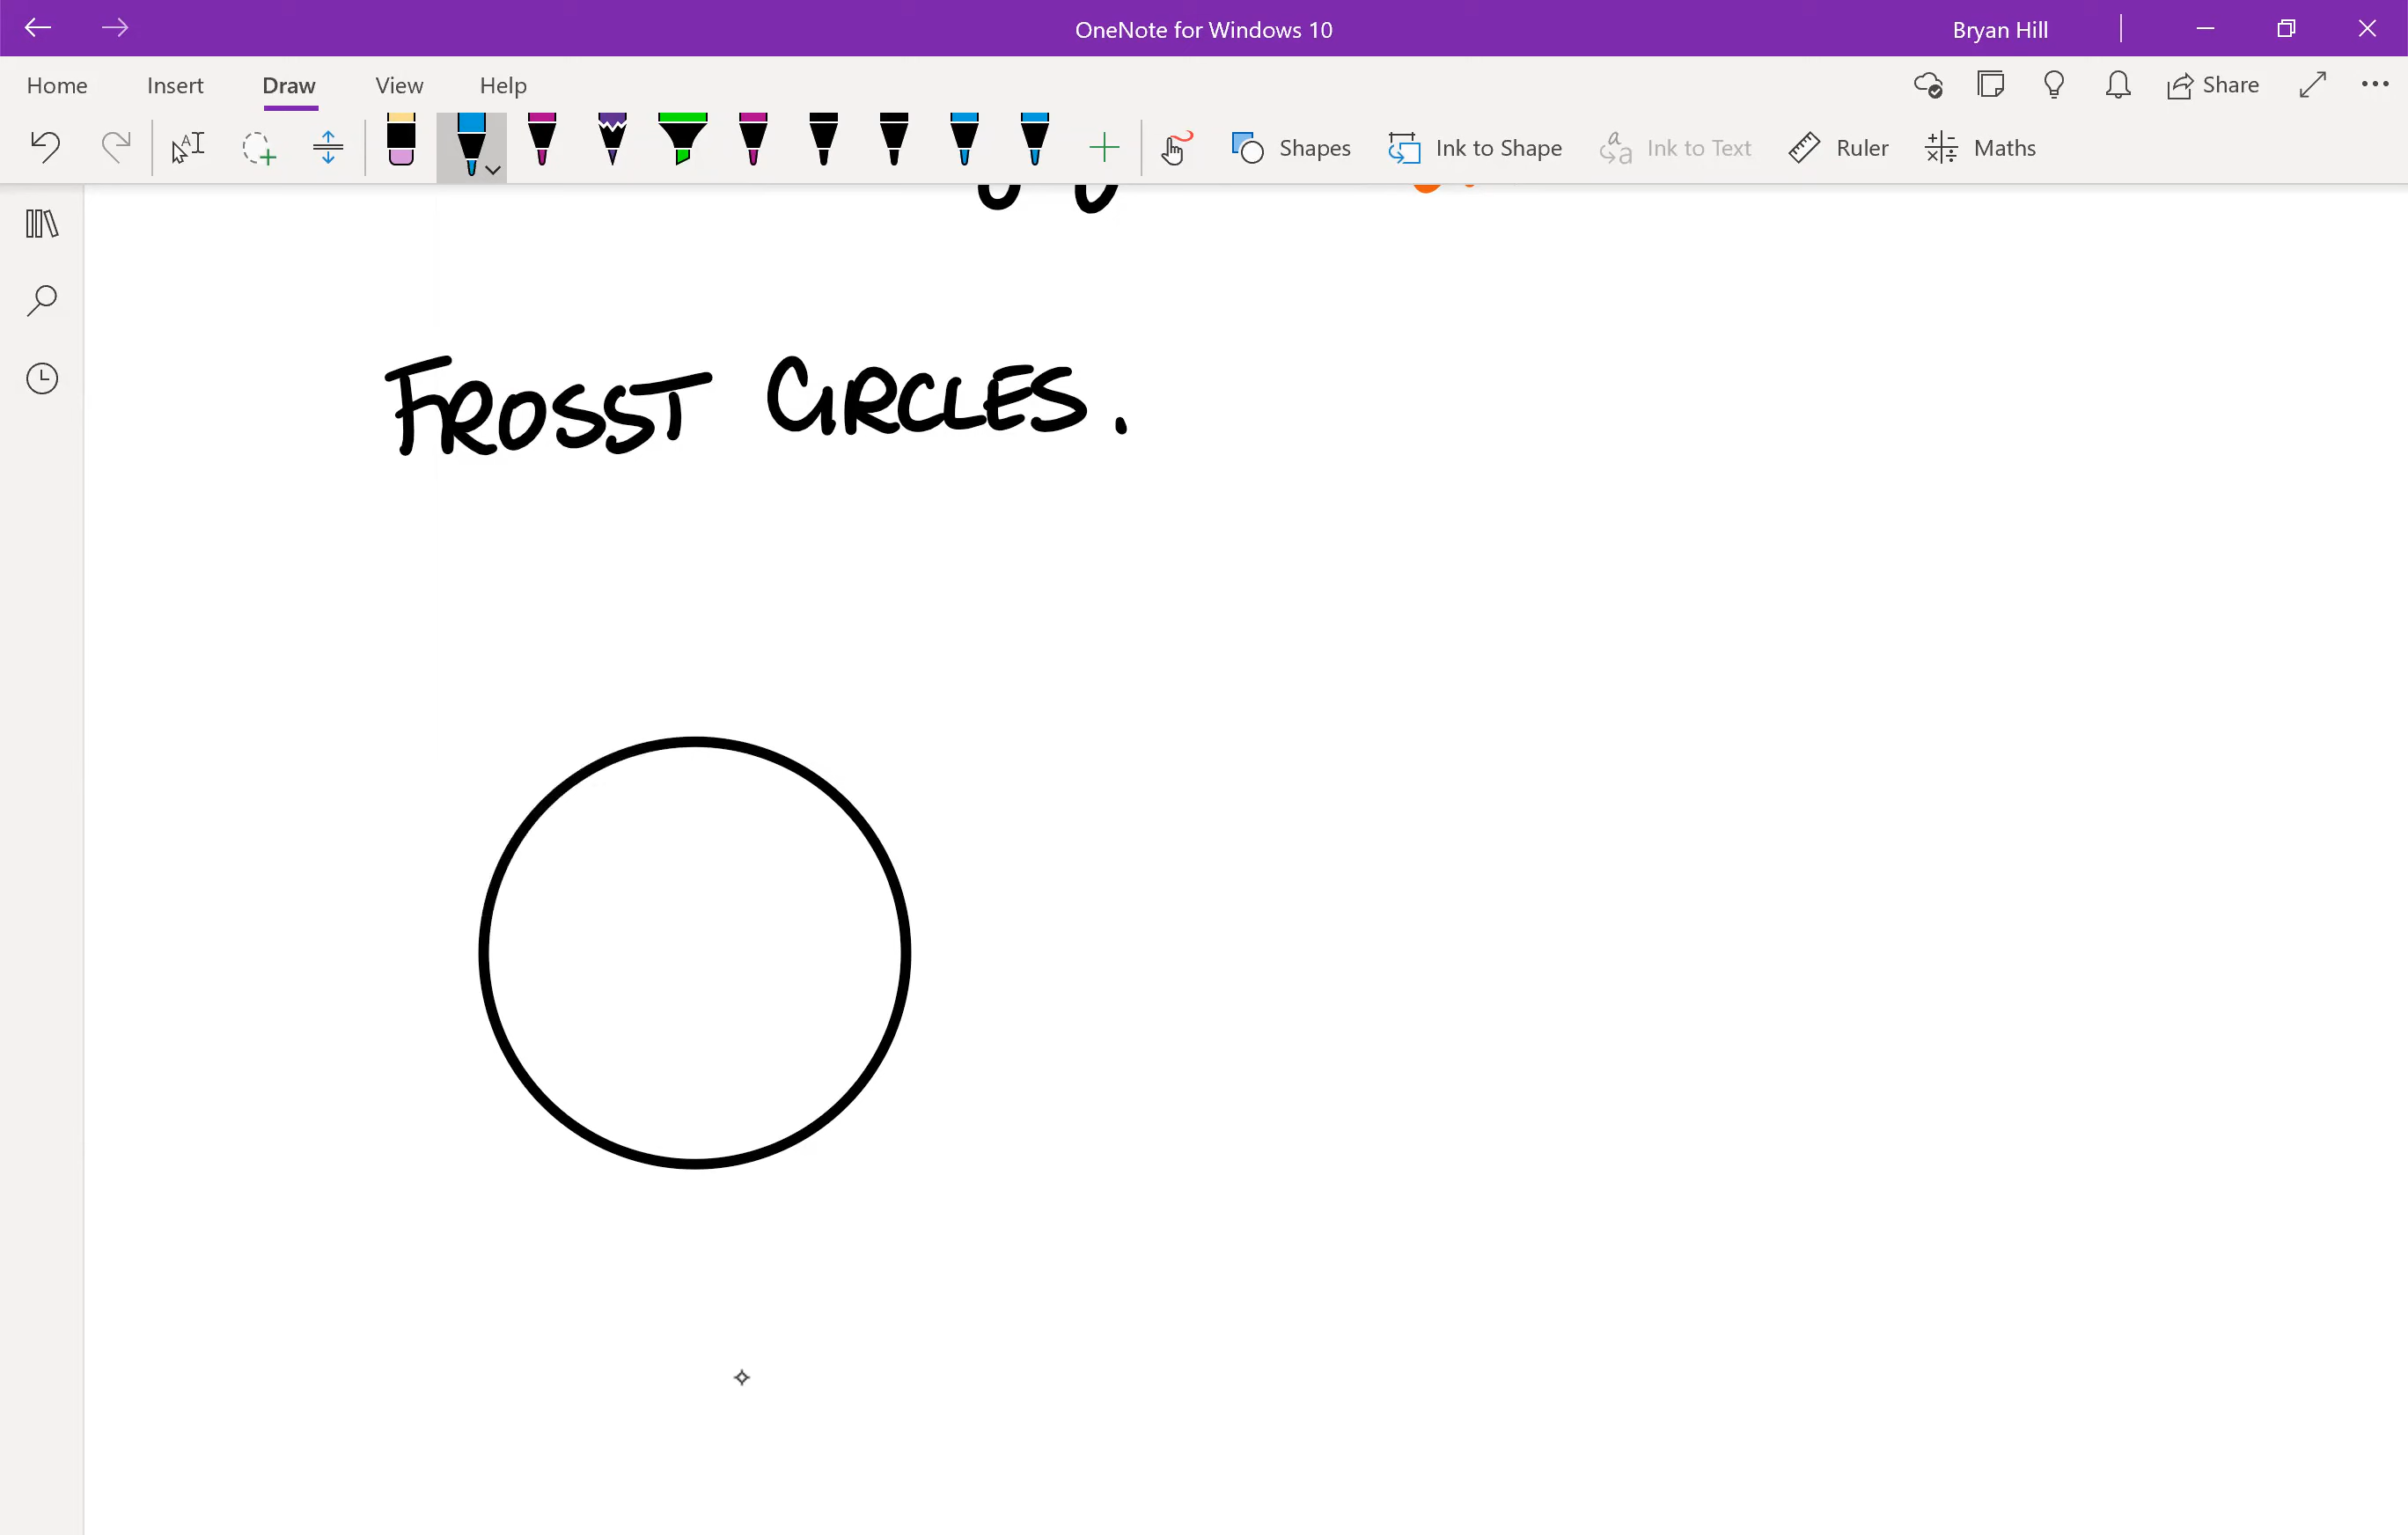 OneNote for Windows 10
Bryan Hill
Home Insert Draw View Help
Share
Shapes Ink to Shape Ink to Text Ruler Maths
FROSST CIRCLES.